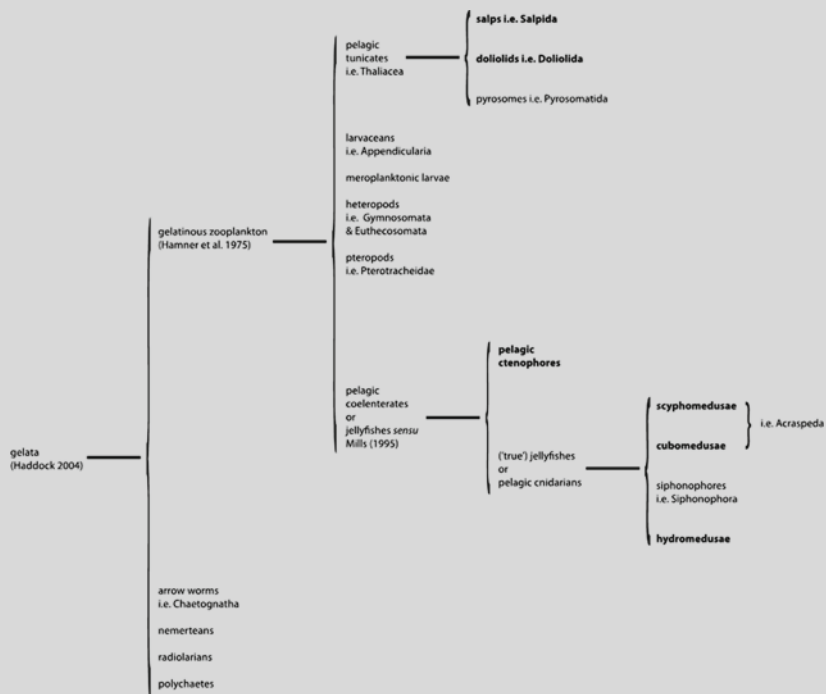 salps i.e. Salpida
pelagic
tunicates
i.e. Thaliacea
doliolids i.e. Doliolida
pyrosomes i.e. Pyrosomatida
larvaceans
i.e. Appendicularia
meroplanktonic larvae
heteropods
i.e. Gymnosomata
& Euthecosomata
gelatinous zooplankton
(Hamner et al. 1975)
pteropods
i.e. Pterotracheidae
pelagic
ctenophores
pelagic
coelenterates
or
jellyfishes sensu
Mills (1995)
scyphomedusae
i.e. Acraspeda
cubomedusae
('true') jellyfishes
or
pelagic cnidarians
siphonophores
i.e. Siphonophora
hydromedusae
gelata
(Haddock 2004)
arrow worms
i.e. Chaetognatha
nemerteans
radiolarians
polychaetes